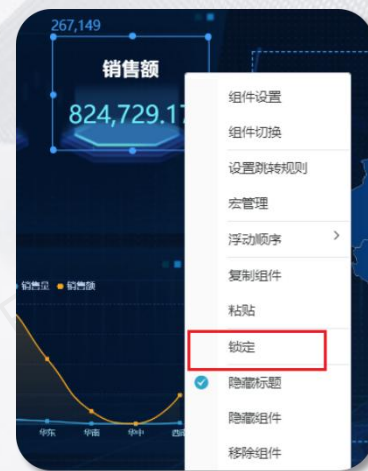 267,149
销售额
824,729.17
组件设置
组件切换
设置跳转规则
宏管理
浮动顺序
复制组件
粘贴
锁定
隐藏标题
隐藏组件
移除组件
销售量 销售额
华东 华南 华中